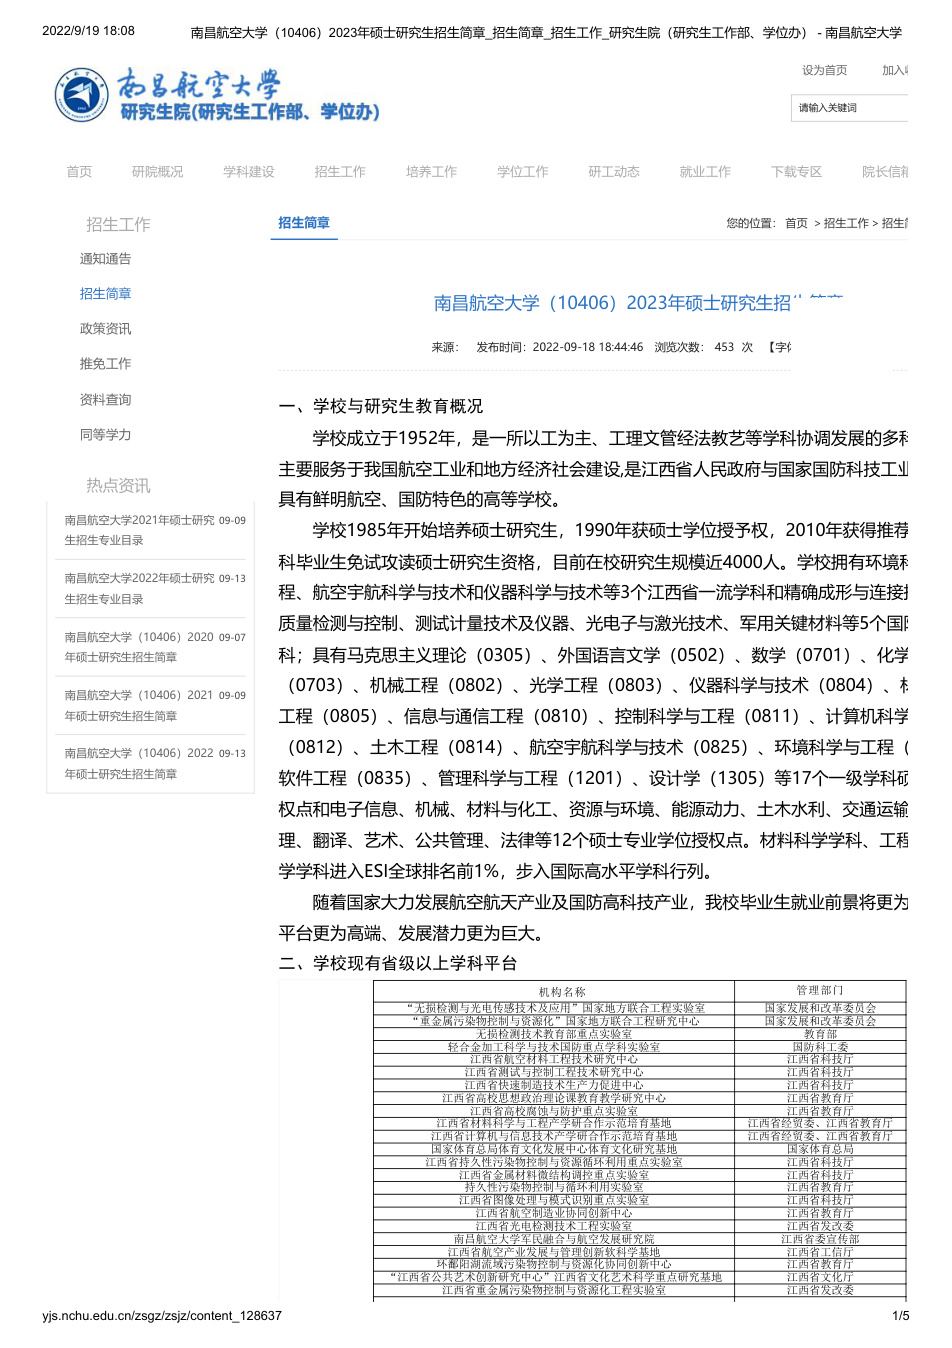 2022/9/19 18:08
南昌航空大学（10406）2023年硕士研究生招生简章_招生简章_招生工作_研究生院（研究生工作部、学位办） - 南昌航空大学
南昌航空大学
研究生院(研究生工作部、学位办)
设为首页 加入
请输入关键词
首页 研院概况 学科建设 招生工作 培养工作 学位工作 研工动态 就业工作 下载专区 院长信箱
招生工作
通知通告
招生简章
政策资讯
推免工作
资料查询
同等学力
热点资讯
南昌航空大学2021年硕士研究 09-09
生招生专业目录
南昌航空大学2022年硕士研究 09-13
生招生专业目录
南昌航空大学（10406）2020 09-07
年硕士研究生招生简章
南昌航空大学（10406）2021 09-09
年硕士研究生招生简章
南昌航空大学（10406）2022 09-13
年硕士研究生招生简章
招生简章
您的位置： 首页 > 招生工作 > 招生
南昌航空大学（10406）2023年硕士研究生招生简章
来源： 发布时间：2022-09-18 18:44:46 浏览次数： 453 次 【字
一、学校与研究生教育概况
学校成立于1952年，是一所以工为主、工理文管经法教艺等学科协调发展的多科
主要服务于我国航空工业和地方经济社会建设,是江西省人民政府与国家国防科技工业
具有鲜明航空、国防特色的高等学校。
学校1985年开始培养硕士研究生，1990年获硕士学位授予权，2010年获得推荐
科毕业生免试攻读硕士研究生资格，目前在校研究生规模近4000人。学校拥有环境科
程、航空宇航科学与技术和仪器科学与技术等3个江西省一流学科和精确成形与连接
质量检测与控制、测试计量技术及仪器、光电子与激光技术、军用关键材料等5个国
科；具有马克思主义理论（0305）、外国语言文学（0502）、数学（0701）、化学
（0703）、机械工程（0802）、光学工程（0803）、仪器科学与技术（0804）、
工程（0805）、信息与通信工程（0810）、控制科学与工程（0811）、计算机科学
（0812）、土木工程（0814）、航空宇航科学与技术（0825）、环境科学与工程（
软件工程（0835）、管理科学与工程（1201）、设计学（1305）等17个一级学科硕
权点和电子信息、机械、材料与化工、资源与环境、能源动力、土木水利、交通运输
理、翻译、艺术、公共管理、法律等12个硕士专业学位授权点。材料科学学科、工程
学学科进入ESI全球排名前1%，步入国际高水平学科行列。
随着国家大力发展航空航天产业及国防高科技产业，我校毕业生就业前景将更为
平台更为高端、发展潜力更为巨大。
二、学校现有省级以上学科平台
机构名称 管理部门
“无损检测与光电传感技术及应用”国家地方联合工程实验室 国家发展和改革委员会
“重金属污染物控制与资源化”国家地方联合工程研究中心 国家发展和改革委员会
无损检测技术教育部重点实验室 教育部
轻合金加工科学与技术国防重点学科实验室 国防科工委
江西省航空材料工程技术研究中心 江西省科技厅
江西省测试与控制工程技术研究中心 江西省科技厅
江西省快速制造技术生产力促进中心 江西省科技厅
江西省高校思想政治理论课教育教学研究中心 江西省教育厅
江西省高校腐蚀与防护重点实验室 江西省教育厅
江西省材料科学与工程产学研合作示范培育基地 江西省经贸委、江西省教育厅
江西省计算机与信息技术产学研合作示范培育基地 江西省经贸委、江西省教育厅
国家体育总局体育文化发展中心体育文化研究基地 国家体育总局
江西省持久性污染物控制与资源循环利用重点实验室 江西省科技厅
江西省金属材料微结构调控重点实验室 江西省科技厅
持久性污染物控制与循环利用实验室 江西省教育厅
江西省图像处理与模式识别重点实验室 江西省科技厅
江西省航空制造业协同创新中心 江西省教育厅
江西省光电检测技术工程实验室 江西省发改委
南昌航空大学军民融合与航空发展研究院 江西省委宣传部
江西省航空产业发展与管理创新软科学基地 江西省工信厅
环鄱阳湖流域污染物控制与资源化协同创新中心 江西省教育厅
“江西省公共艺术创新研究中心”江西省文化艺术科学重点研究基地 江西省文化厅
江西省重金属污染物控制与资源化工程实验室 江西省发改委
yjs.nchu.edu.cn/zsgz/zsjz/content_128637
1/5